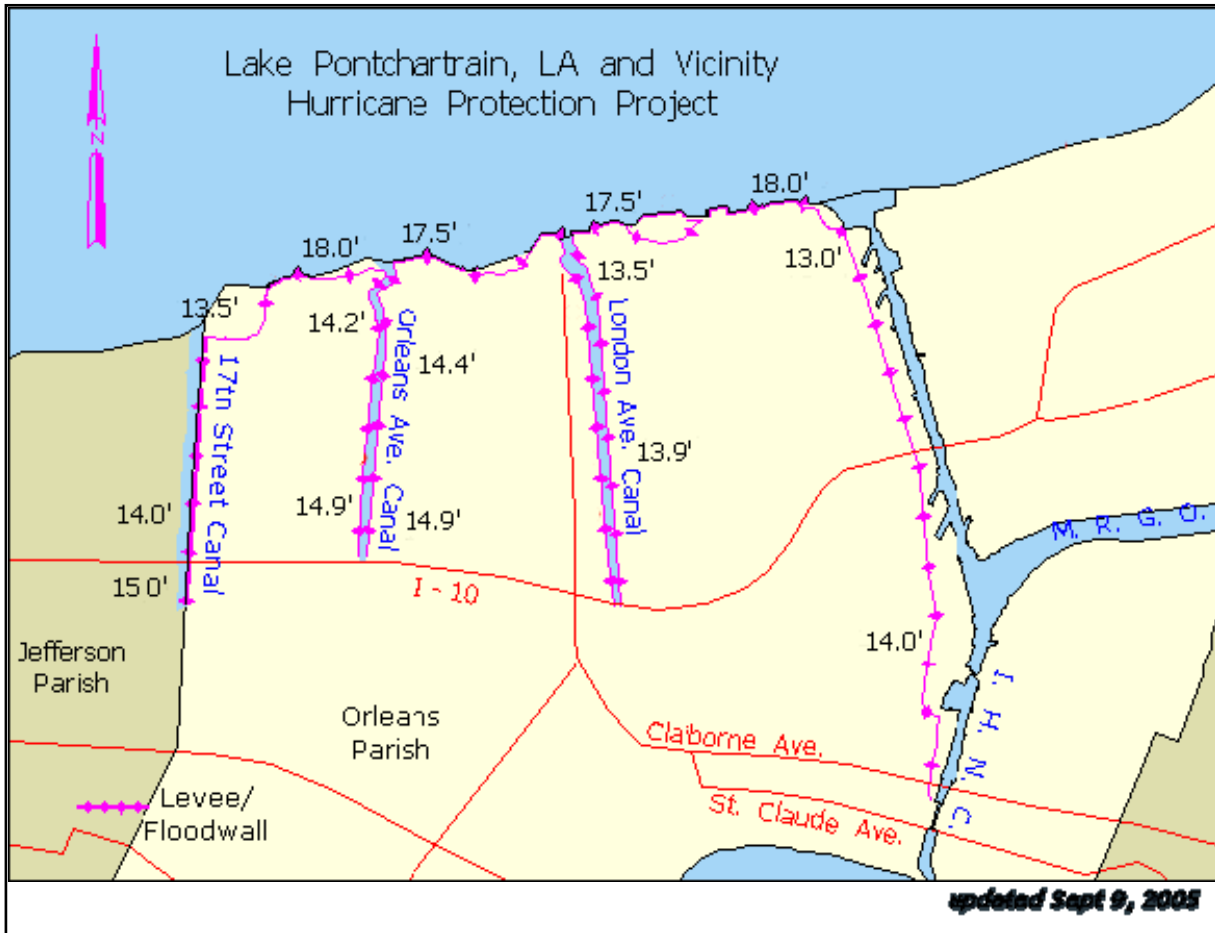 Lake Pontchartrain, LA and Vicinity
Hurricane Protection Project
N
18.0'
17.5'
17.5'
18.0'
13.5'
14.2'
14.4'
13.5'
13.0'
17tn Street Canal
Orleans Ave. Canal
London Ave. Canal
13.9'
14.0'
14.9'
14.9'
M. R. G. O.
15.0'
I - 10
Jefferson
Parish
14.0'
I. H. N. C.
Orleans
Parish
Claiborne Ave.
St. Claude Ave.
Levee/
Floodwall
updated Sept 9, 2005